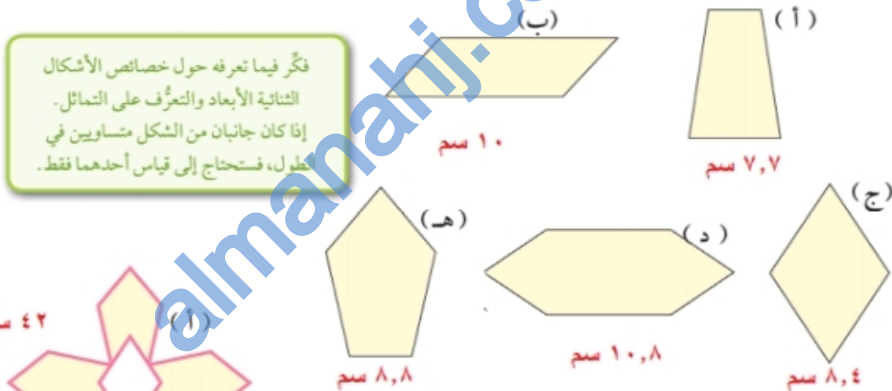 ( أ )
(ب)
فكِّر فيما تعرفه حول خصائص الأشكال
الثنائية الأبعاد والتعرُّف على التماثل.
إذا كان جانبان من الشكل متساويين في
الطول، فستحتاج إلى قياس أحدهما فقط.
٧,٧ سم
١٠ سم
(ج)
( د )
(هـ)
٨,٤ سم
١٠,٨ سم
٨,٨ سم
( أ )
٤٢
almanahj.c